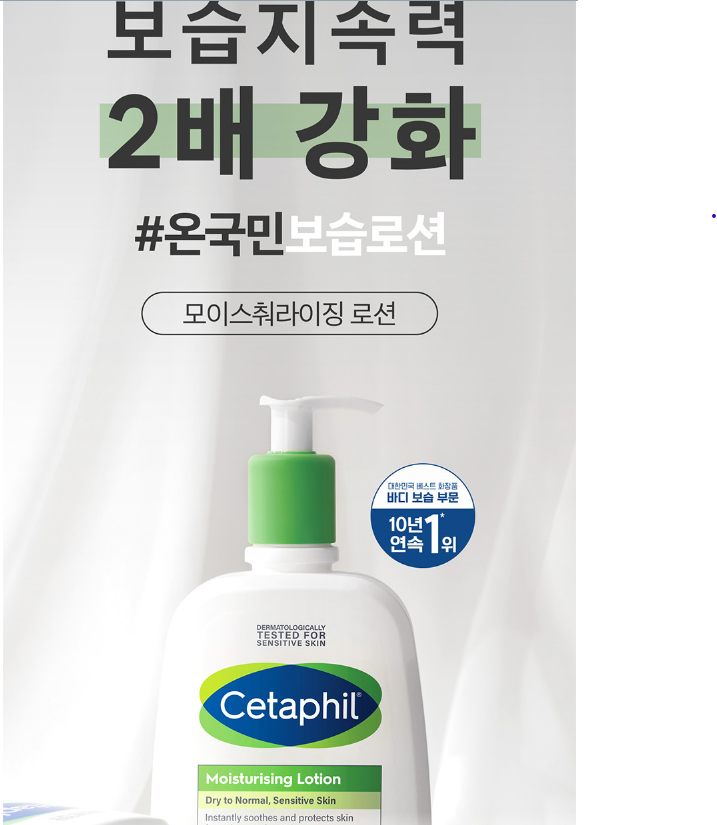 보습지속력
2배 강화
#온국민보습로션
모이스춰라이징 로션
대한민국 베스트 화장품
바디 보습 부문
10년
연속 1*위
DERMATOLOGICALLY
TESTED FOR
SENSITIVE SKIN
Cetaphil®
Moisturising Lotion
Dry to Normal, Sensitive Skin
Instantly soothes and protects skin